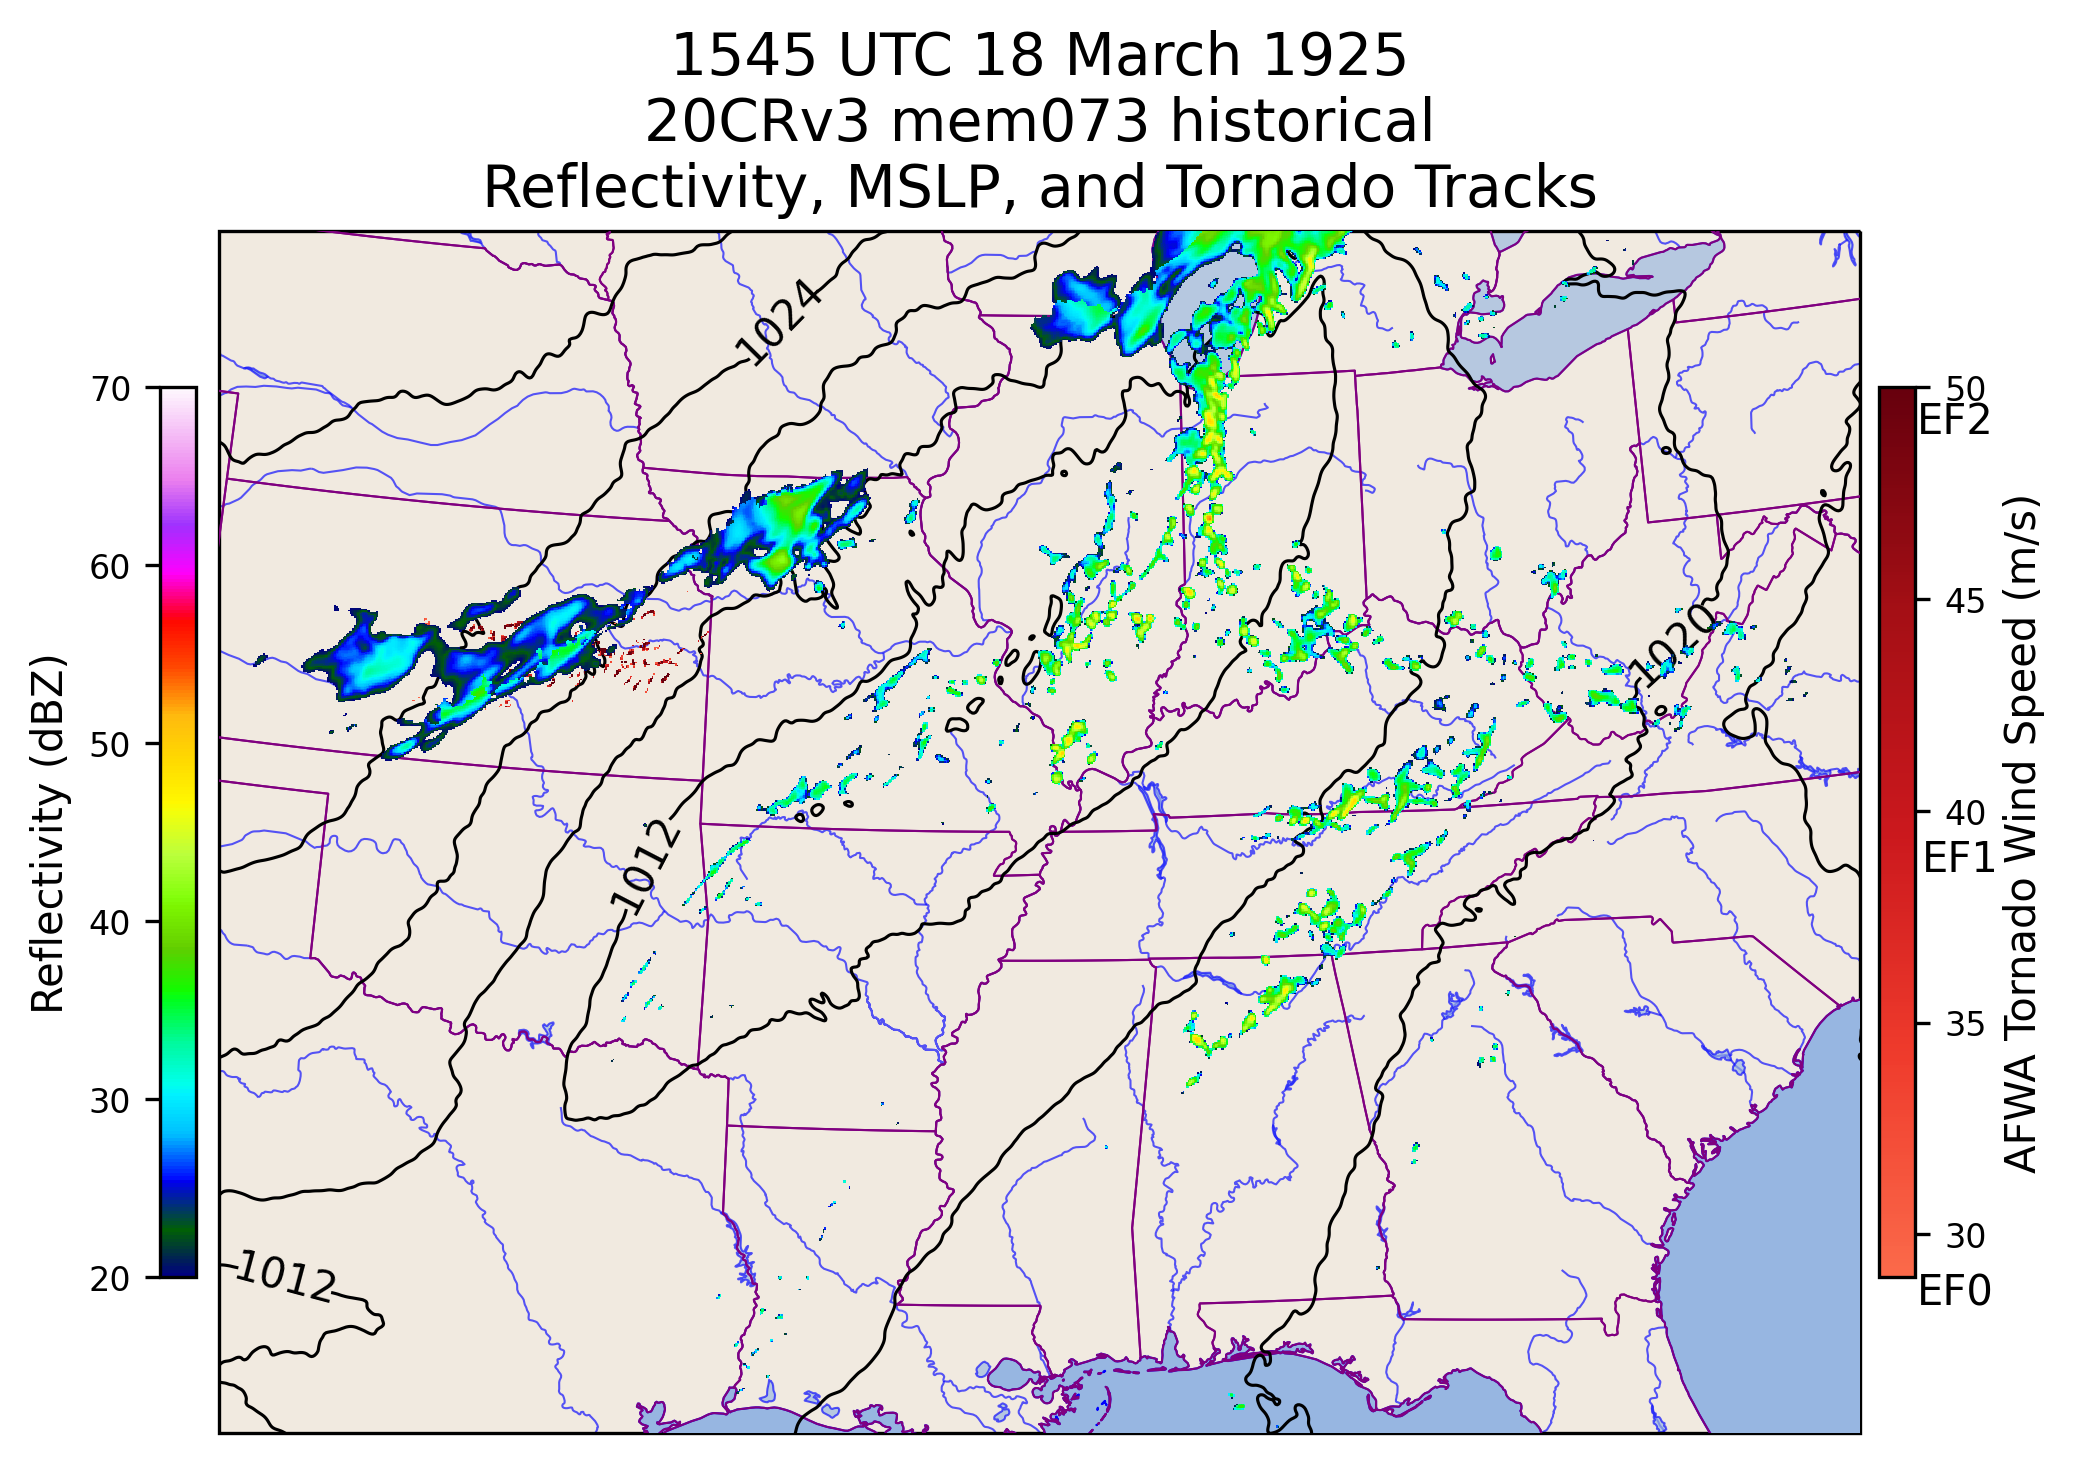 1545 UTC 18 March 1925
20CRv3 mem073 historical
Reflectivity, MSLP, and Tornado Tracks
70
60
50
40
30
20
Reflectivity (dBZ)
1024
1020
1012
1012
50
EF2
45
40
EF1
35
30
EF0
AFWA Tornado Wind Speed (m/s)